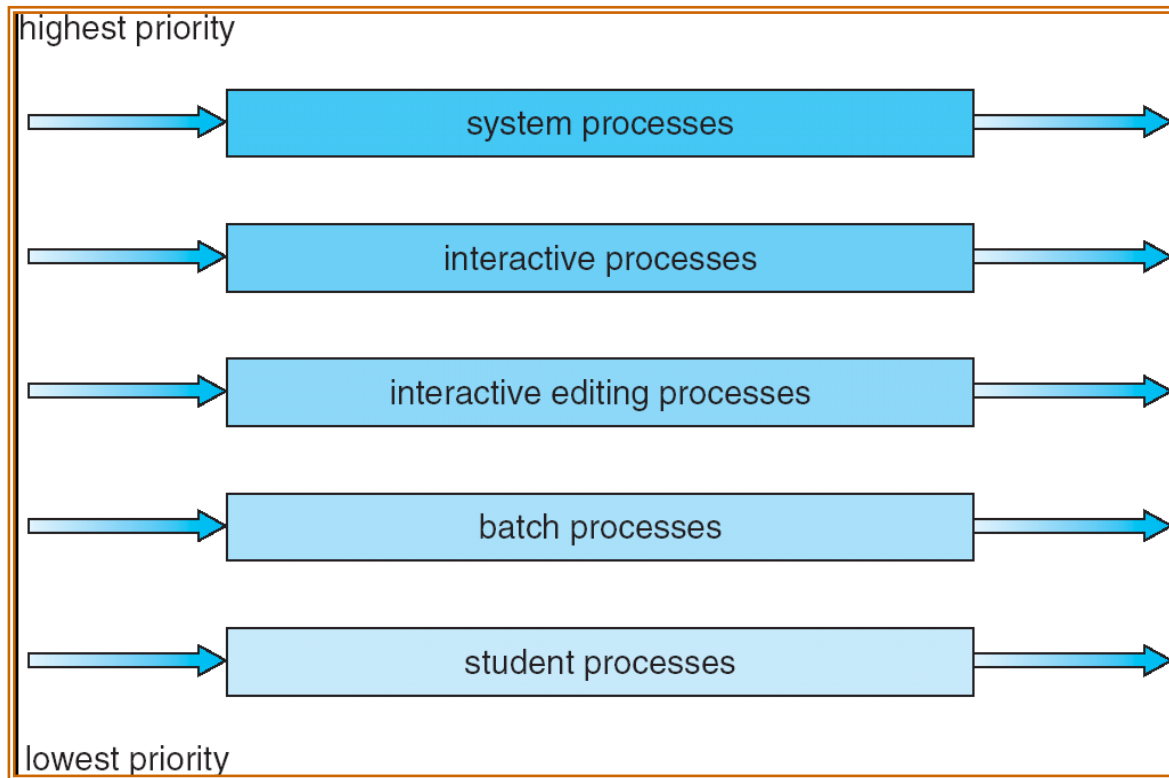 highest priority
system processes
interactive processes
interactive editing processes
batch processes
student processes
lowest priority